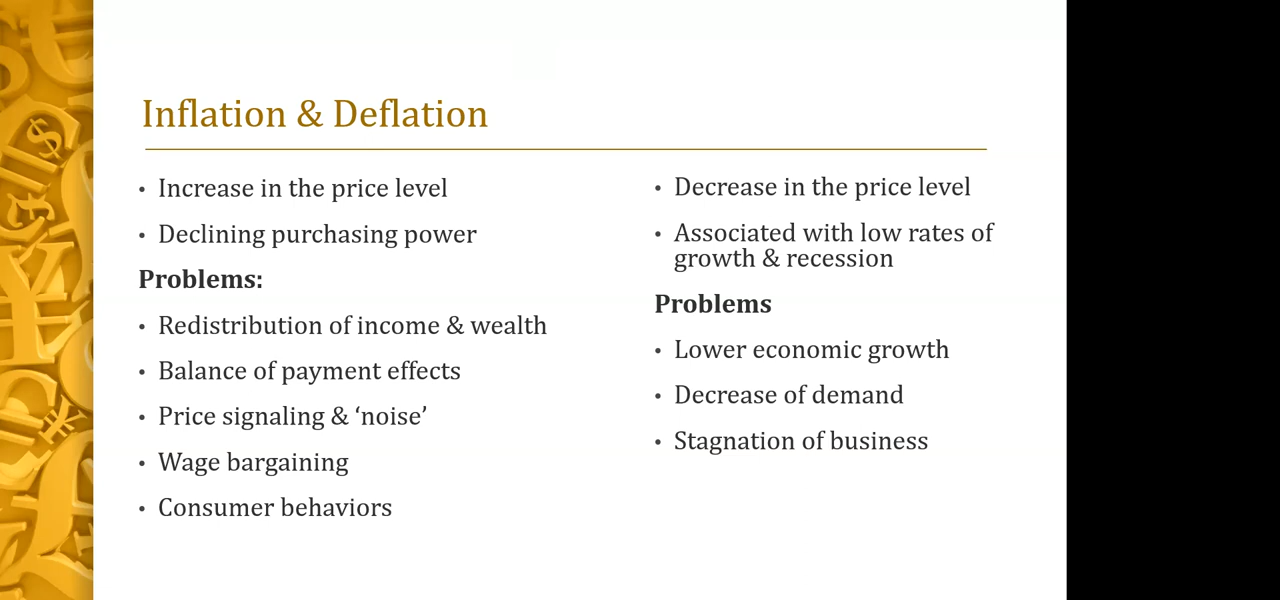 Inflation & Deflation
• Increase in the price level
• Declining purchasing power
Problems:
• Redistribution of income & wealth
• Balance of payment effects
• Price signaling & ‘noise’
• Wage bargaining
• Consumer behaviors
• Decrease in the price level
• Associated with low rates of
growth & recession
Problems
• Lower economic growth
• Decrease of demand
• Stagnation of business